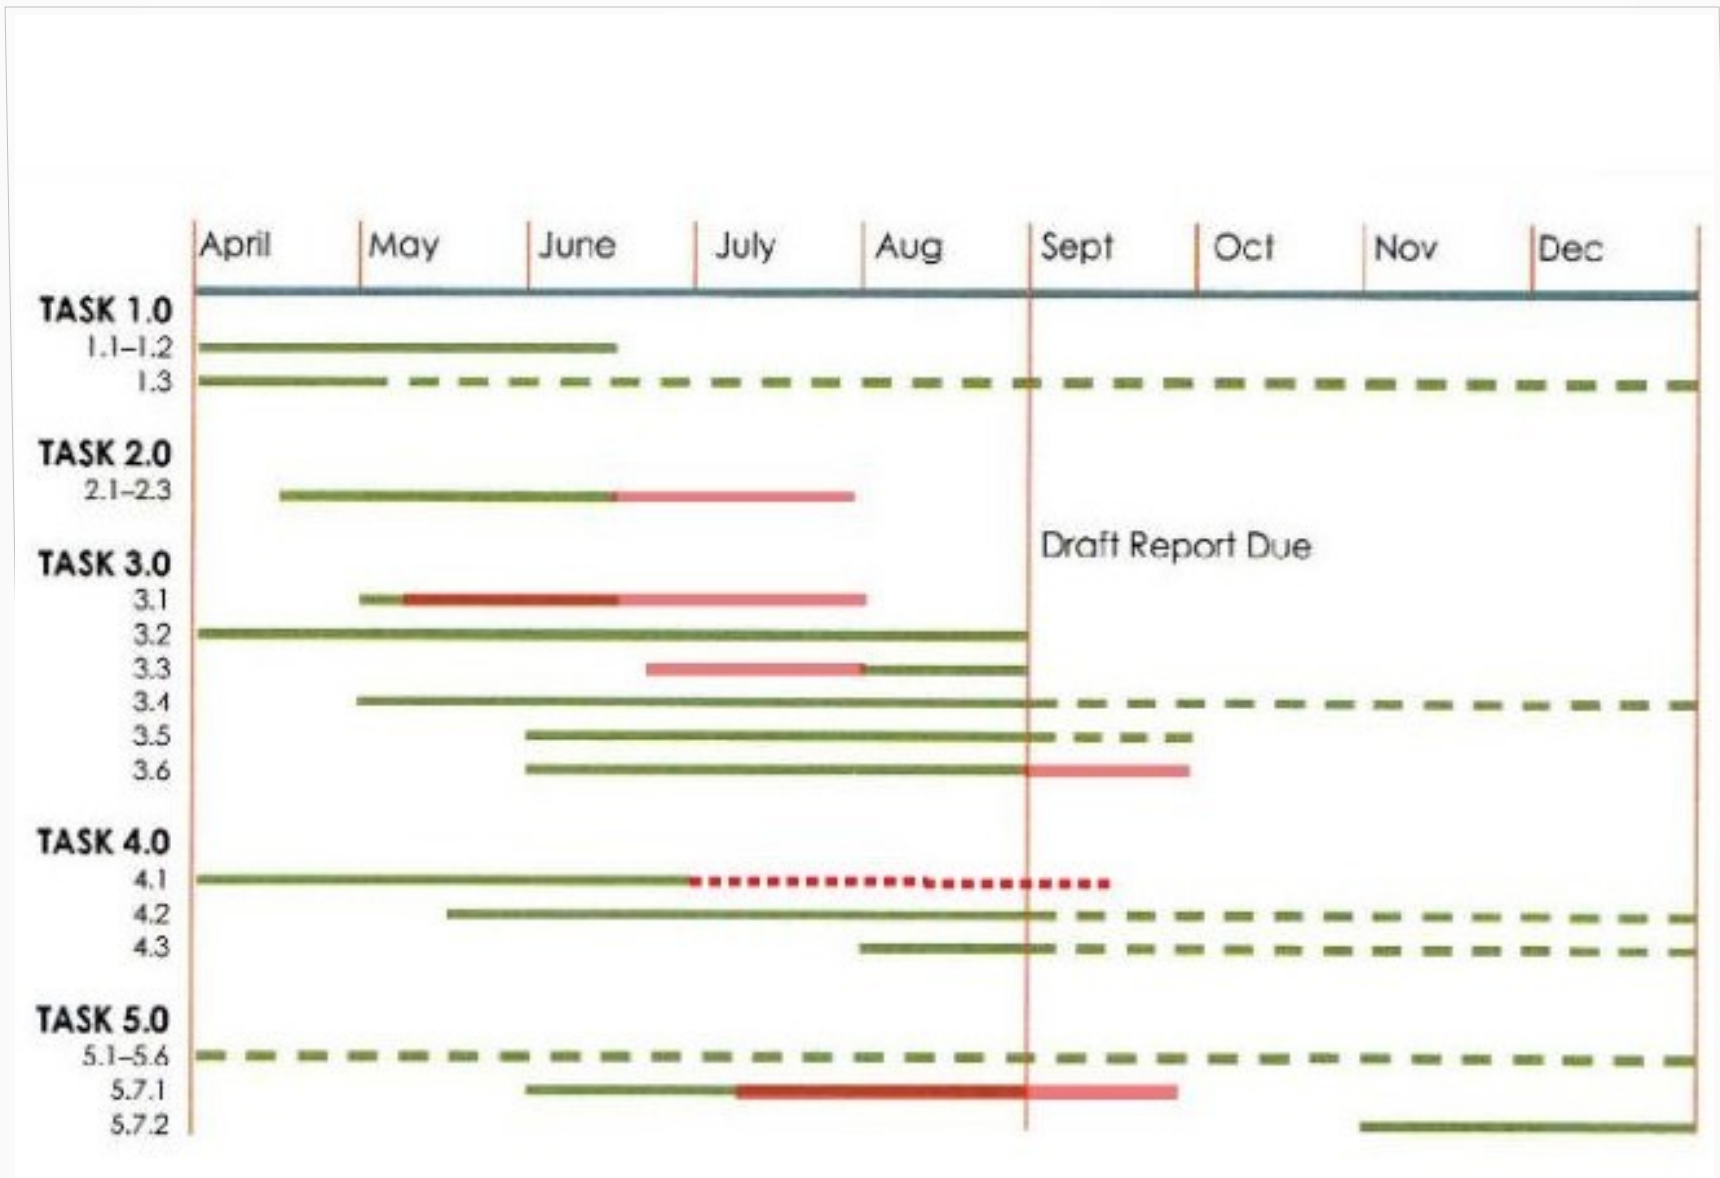 April May June July Aug Sept Oct Nov Dec
TASK 1.0
1.1–1.2
1.3
TASK 2.0
2.1–2.3
Draft Report Due
TASK 3.0
3.1
3.2
3.3
3.4
3.5
3.6
TASK 4.0
4.1
4.2
4.3
TASK 5.0
5.1–5.6
5.7.1
5.7.2